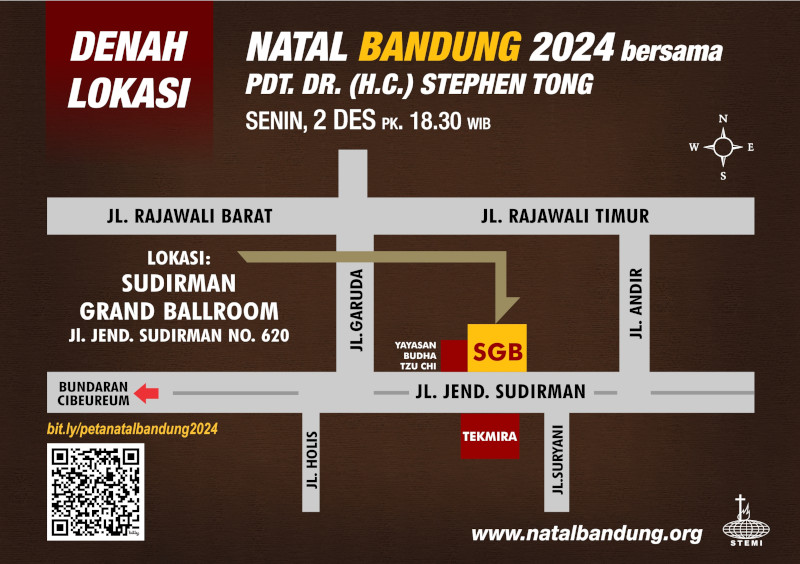 DENAH
LOKASI
NATAL BANDUNG 2024 bersama
PDT. DR. (H.C.) STEPHEN TONG
SENIN, 2 DES PK. 18.30 WIB
N
W
E
S
JL. RAJAWALI BARAT
JL. RAJAWALI TIMUR
LOKASI:
SUDIRMAN
GRAND BALLROOM
Jl. JEND. SUDIRMAN NO. 620
JL.GARUDA
JL. ANDIR
YAYASAN
BUDHA
TZU CHI
SGB
BUNDARAN
CIBEUREUM
JL. JEND. SUDIRMAN
bit.ly/petanatalbandung2024
JL. HOLIS
TEKMIRA
JL.SURYANI
www.natalbandung.org
STEMI